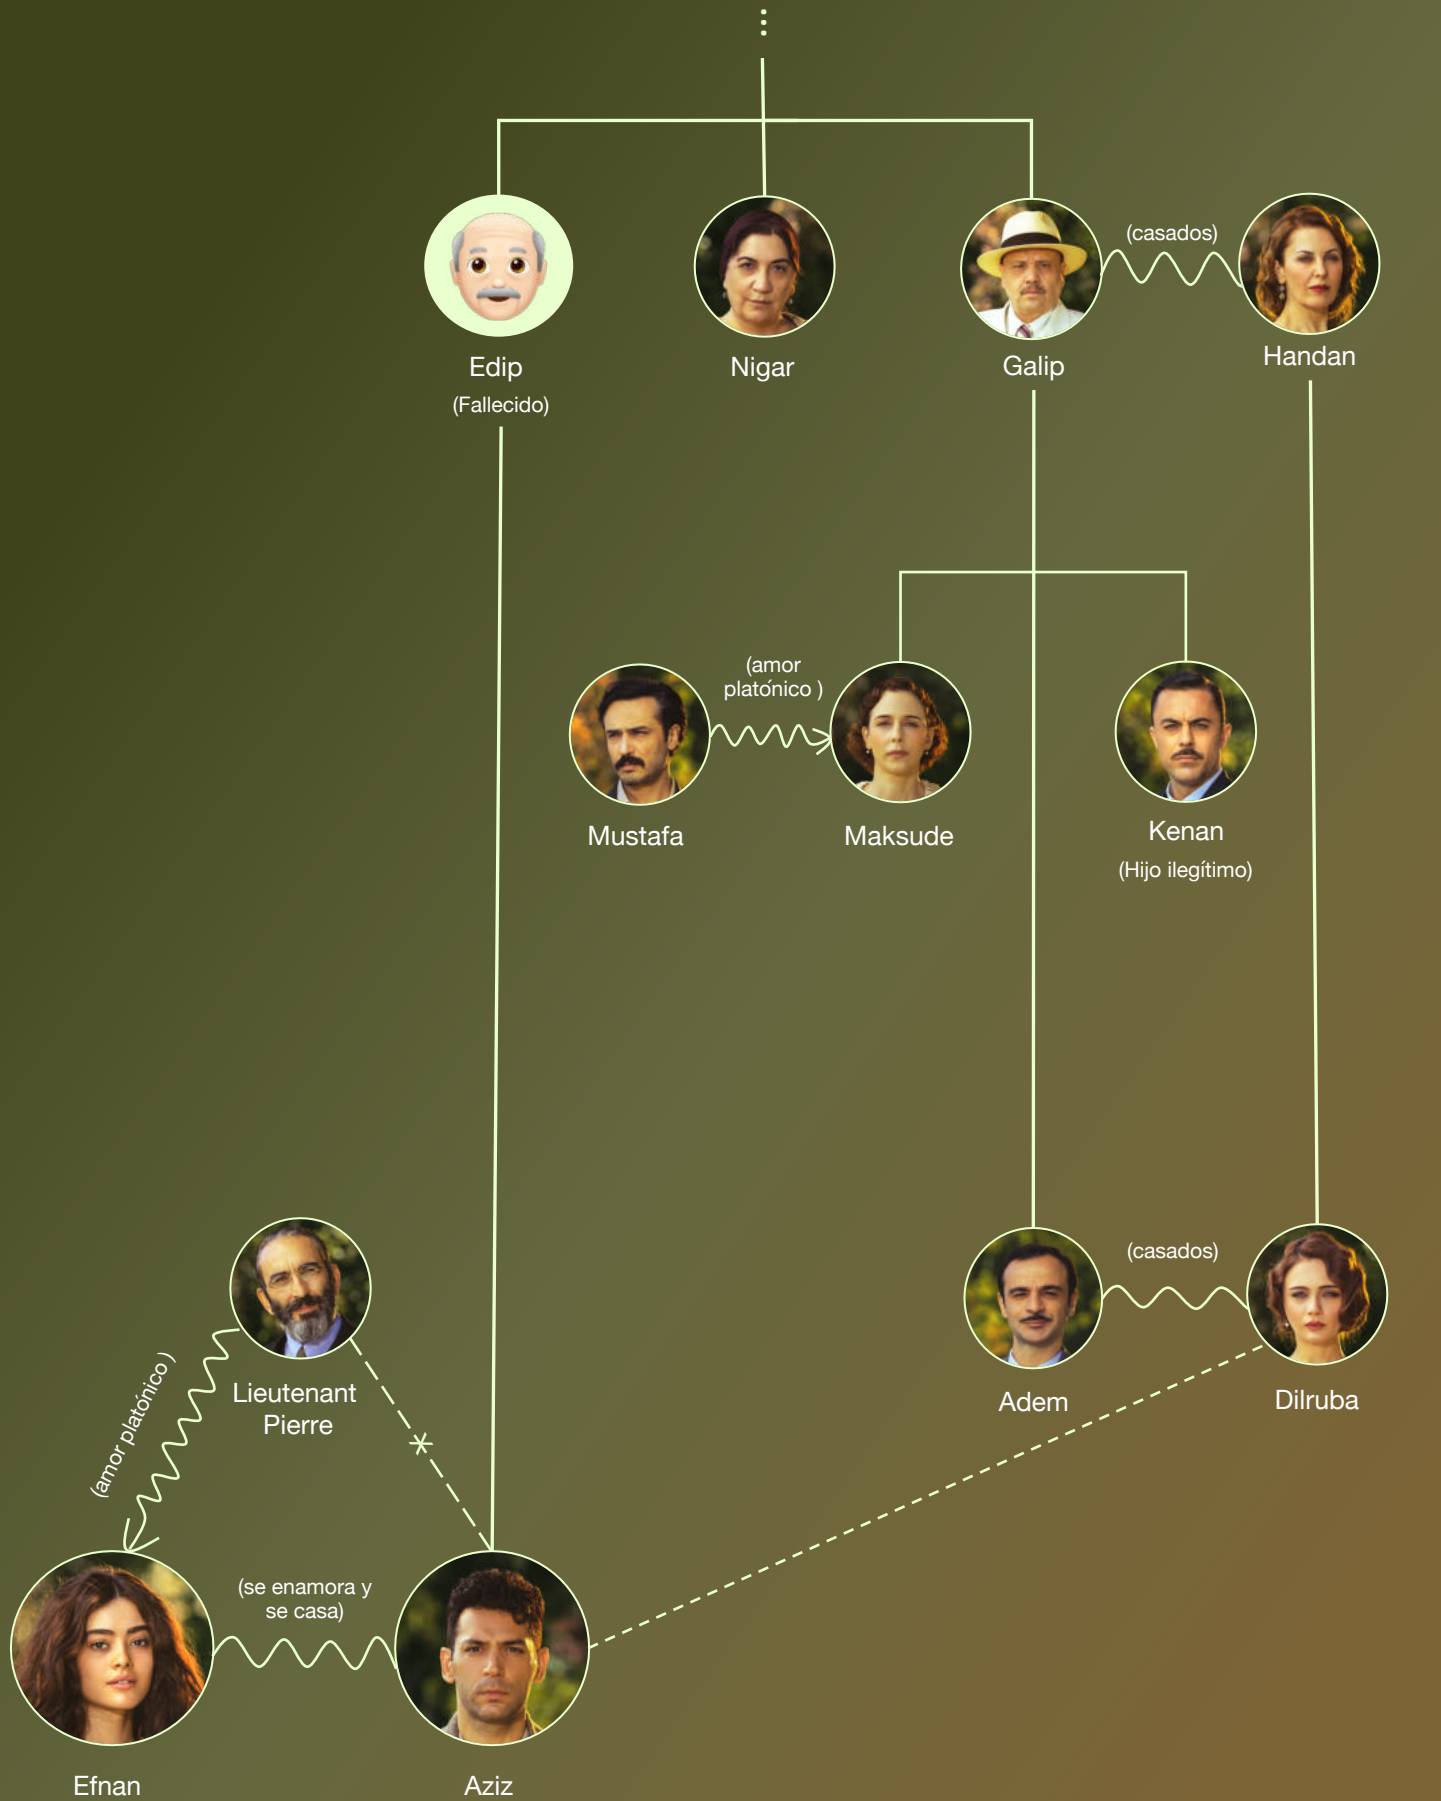 (casados)
Edip
Nigar
Galip
Handan
(Fallecido)
(amor
platónico )
Mustafa
Maksude
Kenan
(Hijo ilegítimo)
(casados)
(amor platónico )
Lieutenant
Pierre
Adem
Dilruba
(se enamora y
se casa)
Efnan
Aziz